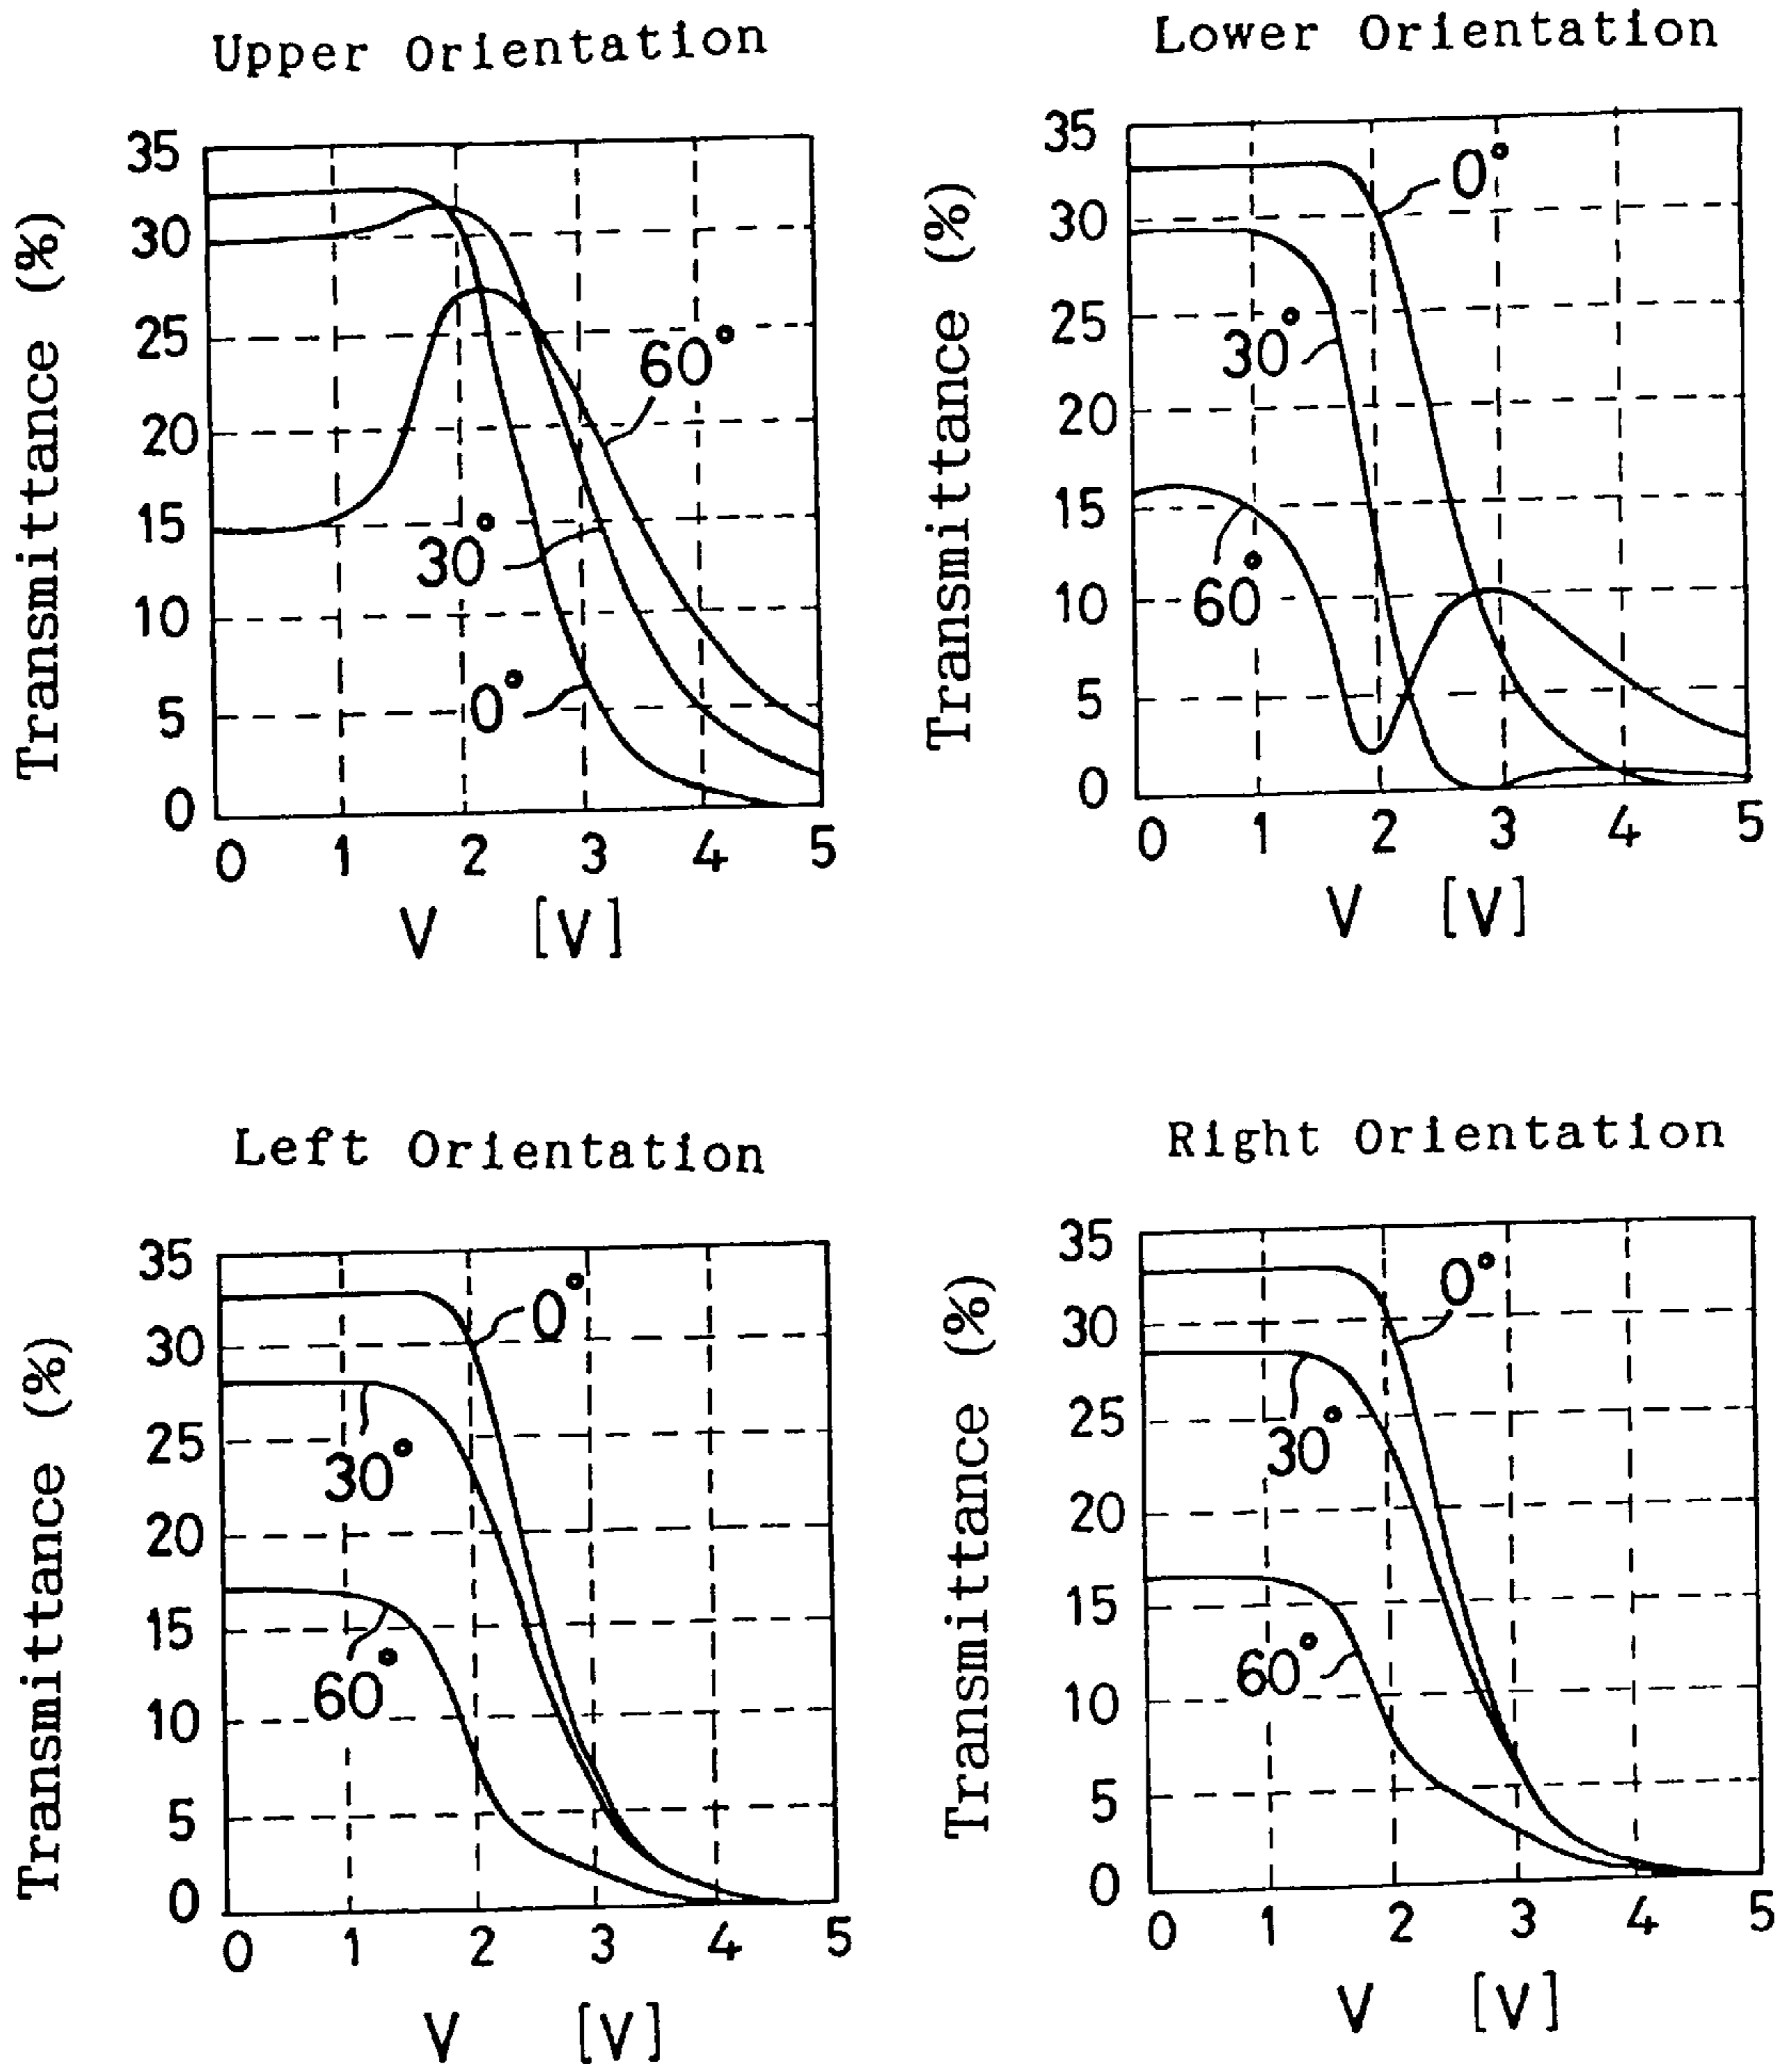 Upper Orientation
Transmittance (%)
35
30
25
20
15
10
5
0
60°
30°
0°
0 1 2 3 4 5
V [V]
Lower Orientation
Transmittance (%)
35
30
25
20
15
10
5
0
0°
30°
60°
0 1 2 3 4 5
V [V]
Left Orientation
Transmittance (%)
35
30
25
20
15
10
5
0
0°
30°
60°
0 1 2 3 4 5
V [V]
Right Orientation
Transmittance (%)
35
30
25
20
15
10
5
0
0°
30°
60°
0 1 2 3 4 5
V [V]